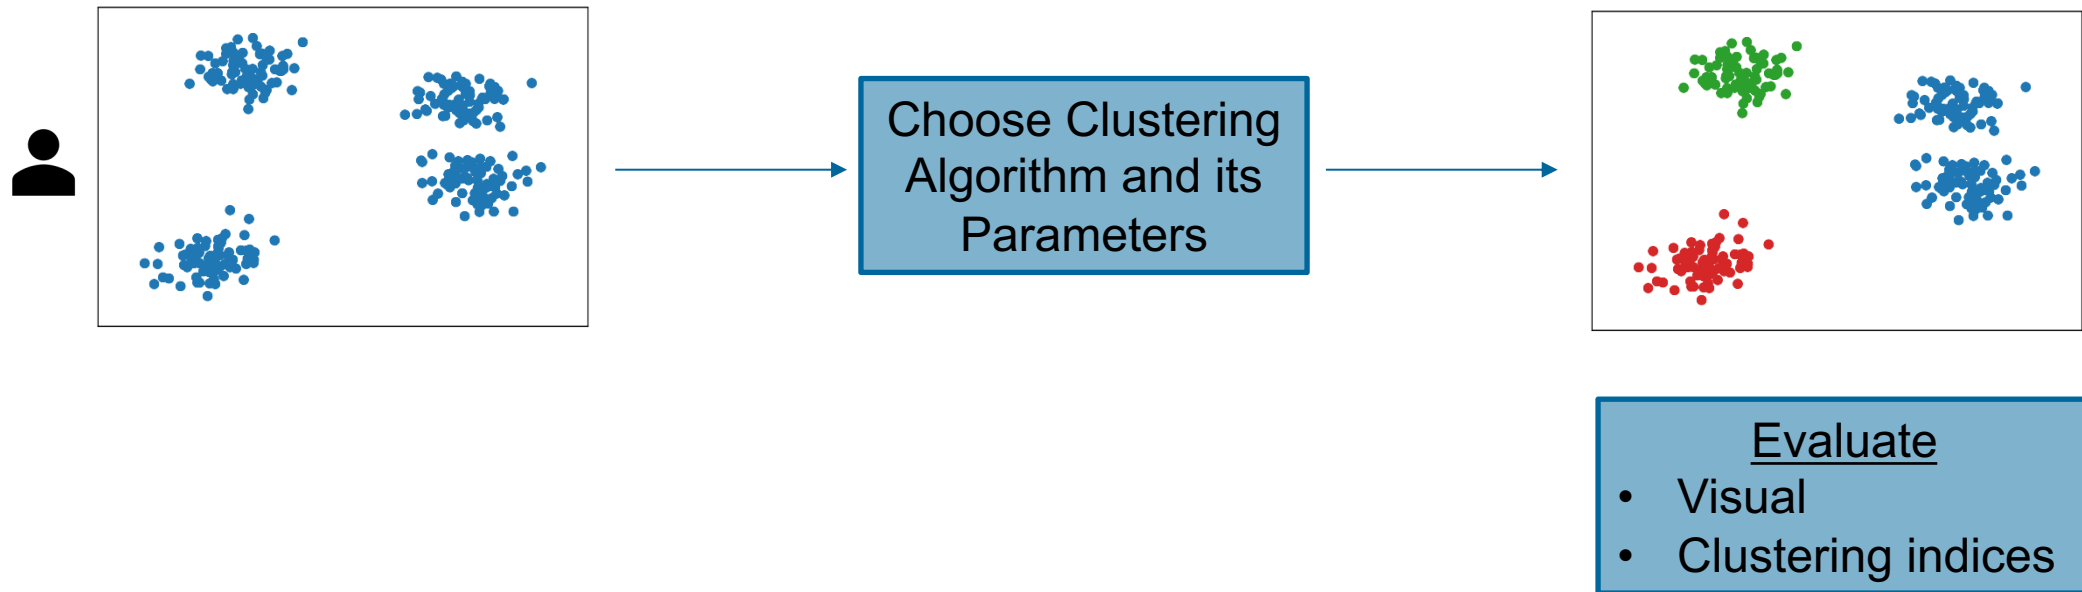 Choose Clustering
Algorithm and its
Parameters
Evaluate
• Visual
• Clustering indices